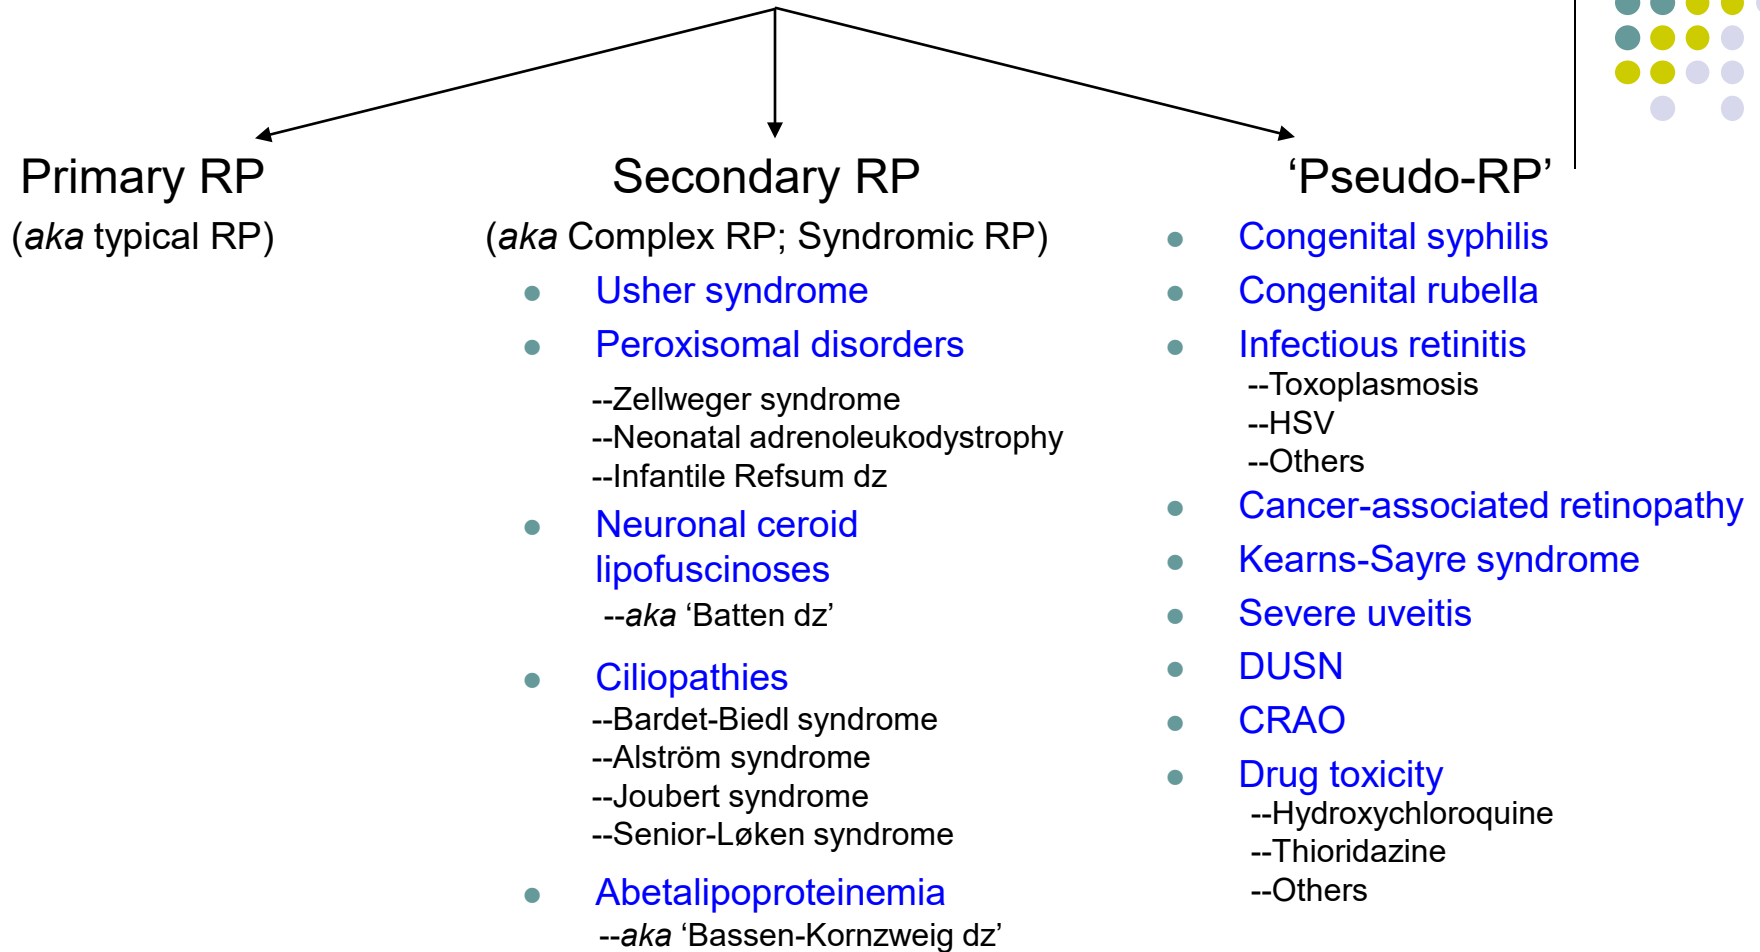 Primary RP
(aka typical RP)
Secondary RP
(aka Complex RP; Syndromic RP)
Usher syndrome
Peroxisomal disorders
--Zellweger syndrome
--Neonatal adrenoleukodystrophy
--Infantile Refsum dz
Neuronal ceroid
lipofuscinoses
--aka ‘Batten dz’
Ciliopathies
--Bardet-Biedl syndrome
--Alström syndrome
--Joubert syndrome
--Senior-Løken syndrome
Abetalipoproteinemia
--aka ‘Bassen-Kornzweig dz’
‘Pseudo-RP’
Congenital syphilis
Congenital rubella
Infectious retinitis
--Toxoplasmosis
--HSV
--Others
Cancer-associated retinopathy
Kearns-Sayre syndrome
Severe uveitis
DUSN
CRAO
Drug toxicity
--Hydroxychloroquine
--Thioridazine
--Others